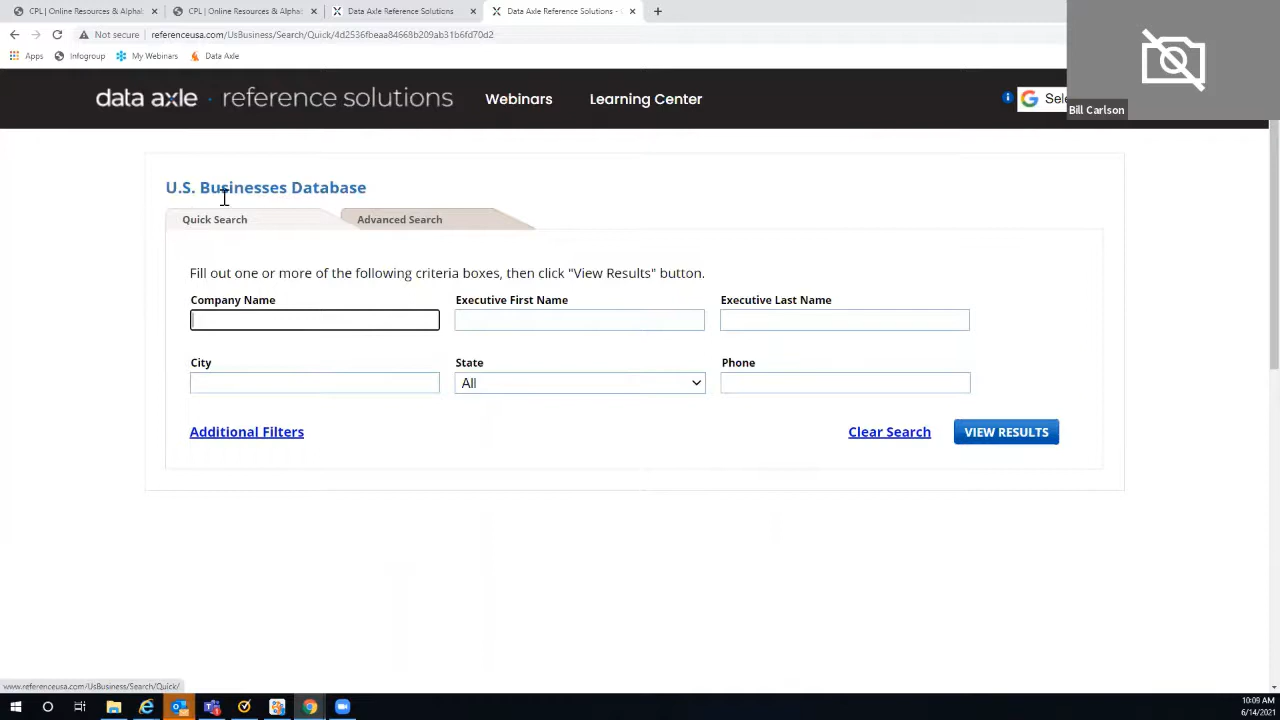 CPL | Online Resources & Alphab
CPL | Online Resources & Alphab
Data Axle Reference Solutions
Data Axle Reference Solutions -
Not secure
referenceusa.com/UsBusiness/Search/Quick/4d2536fbeaa84668b209ab31b6fd70d2
Apps
Infogroup
My Webinars
Data Axle
data axle · reference solutions
Webinars
Learning Center
Sele
Bill Carlson
U.S. Businesses Database
Quick Search
Advanced Search
Fill out one or more of the following criteria boxes, then click "View Results" button.
Company Name
Executive First Name
Executive Last Name
City
State
Phone
All
Additional Filters
Clear Search
VIEW RESULTS
www.referenceusa.com/UsBusiness/Search/Quick/
10:09 AM
6/14/2021